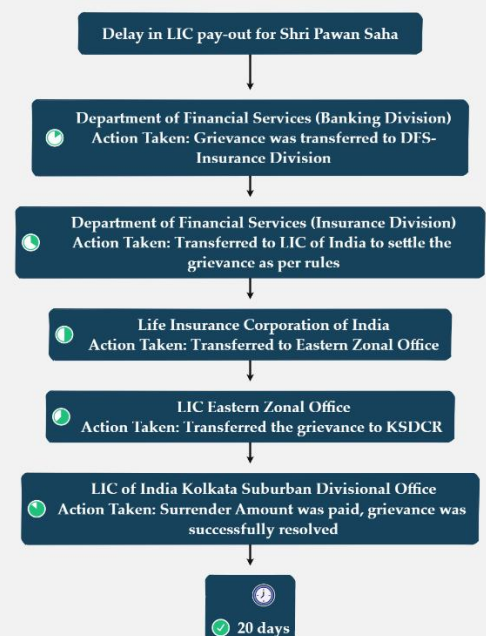 Delay in LIC pay-out for Shri Pawan Saha
Department of Financial Services (Banking Division)
Action Taken: Grievance was transferred to DFS-
Insurance Division
Department of Financial Services (Insurance Division)
Action Taken: Transferred to LIC of India to settle the
grievance as per rules
Life Insurance Corporation of India
Action Taken: Transferred to Eastern Zonal Office
LIC Eastern Zonal Office
Action Taken: Transferred the grievance to KSDCR
LIC of India Kolkata Suburban Divisional Office
Action Taken: Surrender Amount was paid, grievance was
successfully resolved
20 days